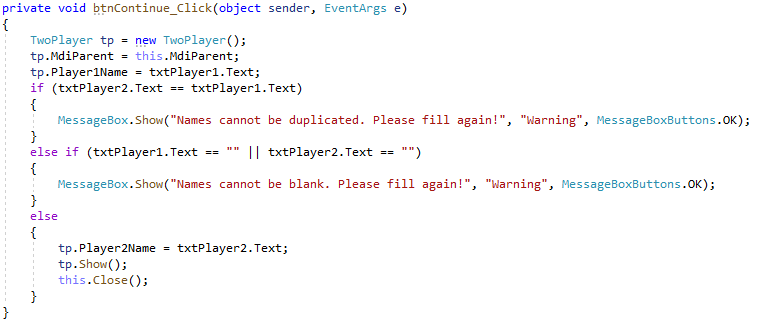 private void btnContinue_Click(object sender, EventArgs e)
{
    TwoPlayer tp = new TwoPlayer();
    tp.MdiParent = this.MdiParent;
    tp.Player1Name = txtPlayer1.Text;
    if (txtPlayer2.Text == txtPlayer1.Text)
    {
        MessageBox.Show("Names cannot be duplicated. Please fill again!", "Warning", MessageBoxButtons.OK);
    }
    else if (txtPlayer1.Text == "" || txtPlayer2.Text == "")
    {
        MessageBox.Show("Names cannot be blank. Please fill again!", "Warning", MessageBoxButtons.OK);
    }
    else
    {
        tp.Player2Name = txtPlayer2.Text;
        tp.Show();
        this.Close();
    }
}